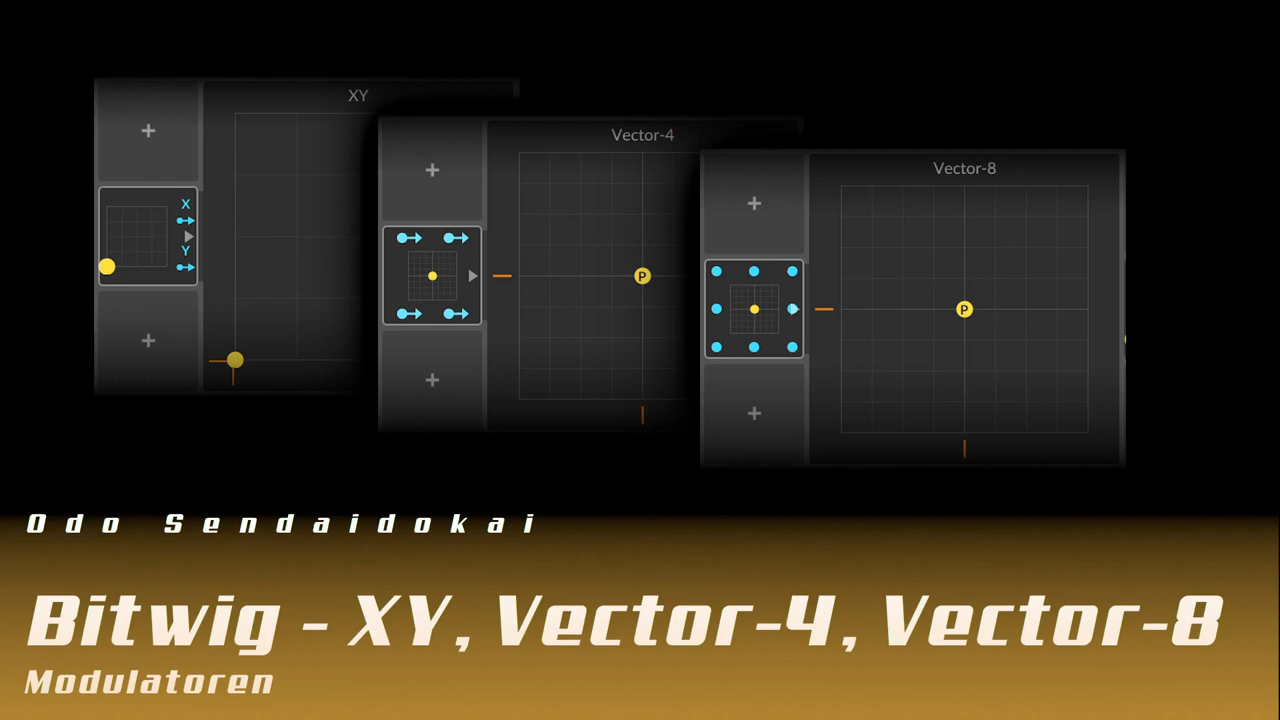 XY
Vector-4
Vector-8
+
+
+
X
Y
P
P
+
+
+
Odo Sendaidokai
Bitwig - XY, Vector-4, Vector-8
Modulatoren